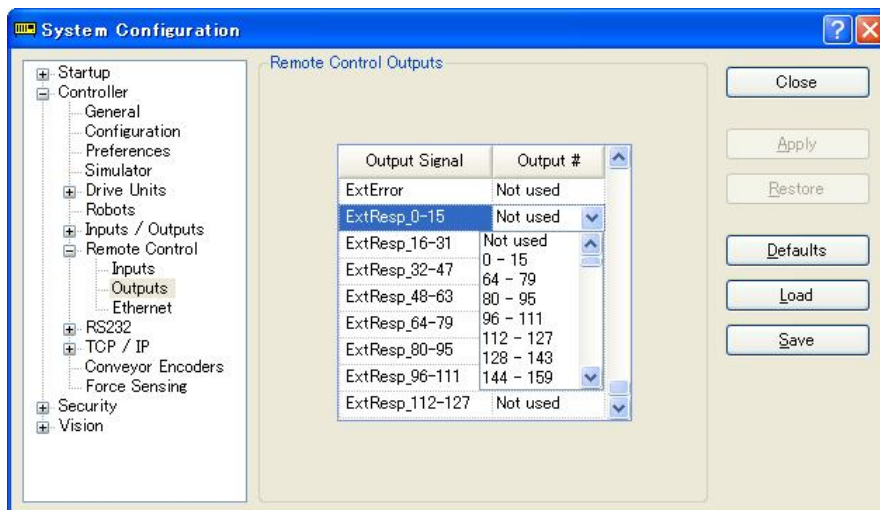 System Configuration
Startup
Controller
General
Configuration
Preferences
Simulator
Drive Units
Robots
Inputs / Outputs
Remote Control
Inputs
Outputs
Ethernet
RS232
TCP / IP
Conveyor Encoders
Force Sensing
Security
Vision
Remote Control Outputs
Output Signal Output #
ExtError Not used
ExtResp_0-15 Not used
ExtResp_16-31
ExtResp_32-47
ExtResp_48-63
ExtResp_64-79
ExtResp_80-95
ExtResp_96-111
ExtResp_112-127 Not used
Not used
0 - 15
64 - 79
80 - 95
96 - 111
112 - 127
128 - 143
144 - 159
Close
Apply
Restore
Defaults
Load
Save